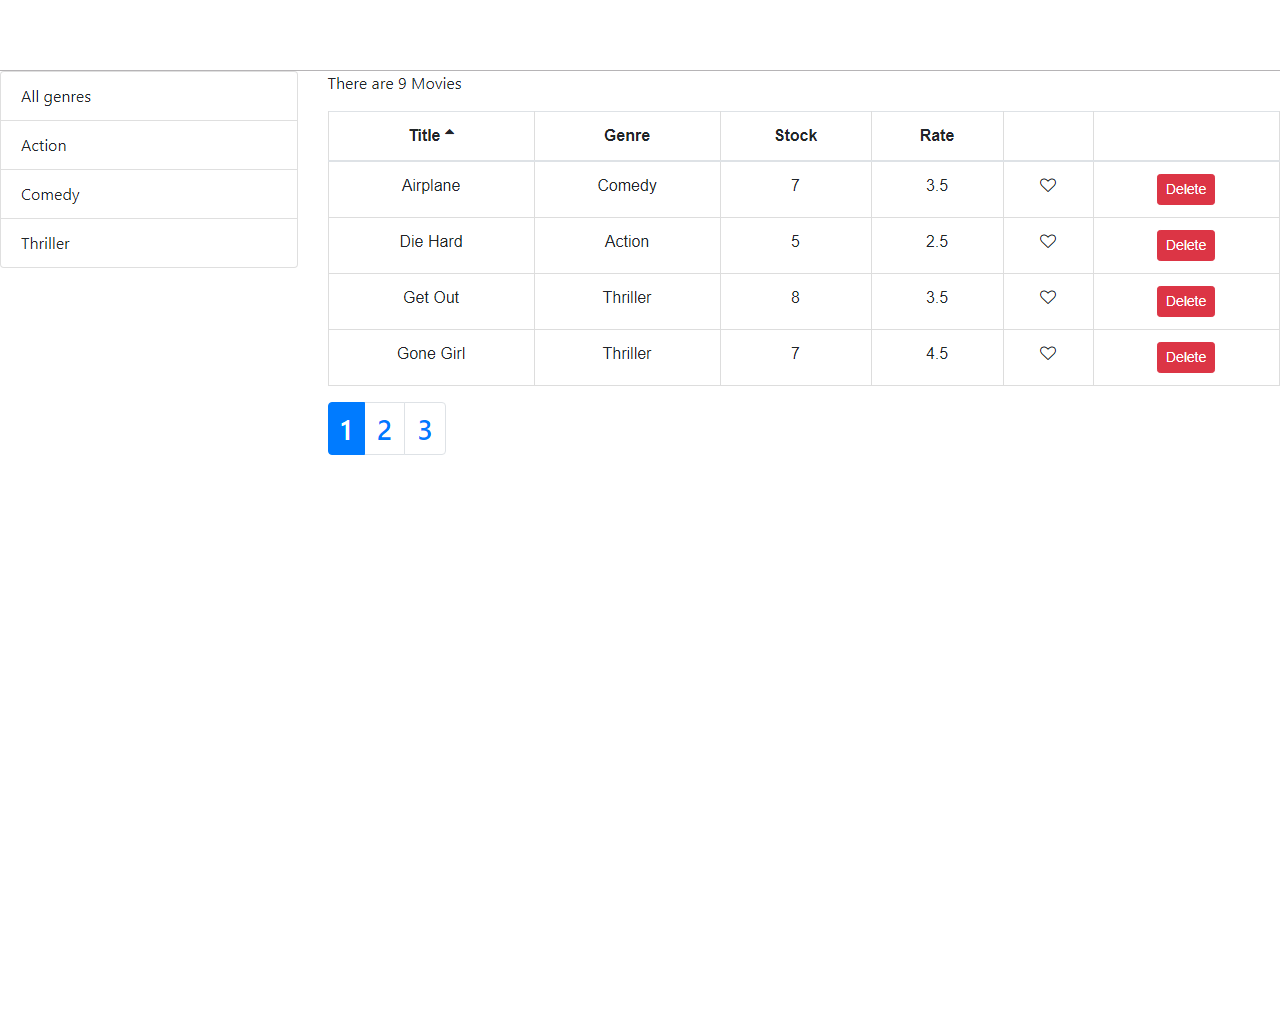 All genres
Action
Comedy
Thriller
There are 9 Movies
Title Genre Stock Rate
Airplane Comedy 7 3.5 Delete
Die Hard Action 5 2.5 Delete
Get Out Thriller 8 3.5 Delete
Gone Girl Thriller 7 4.5 Delete
1 2 3